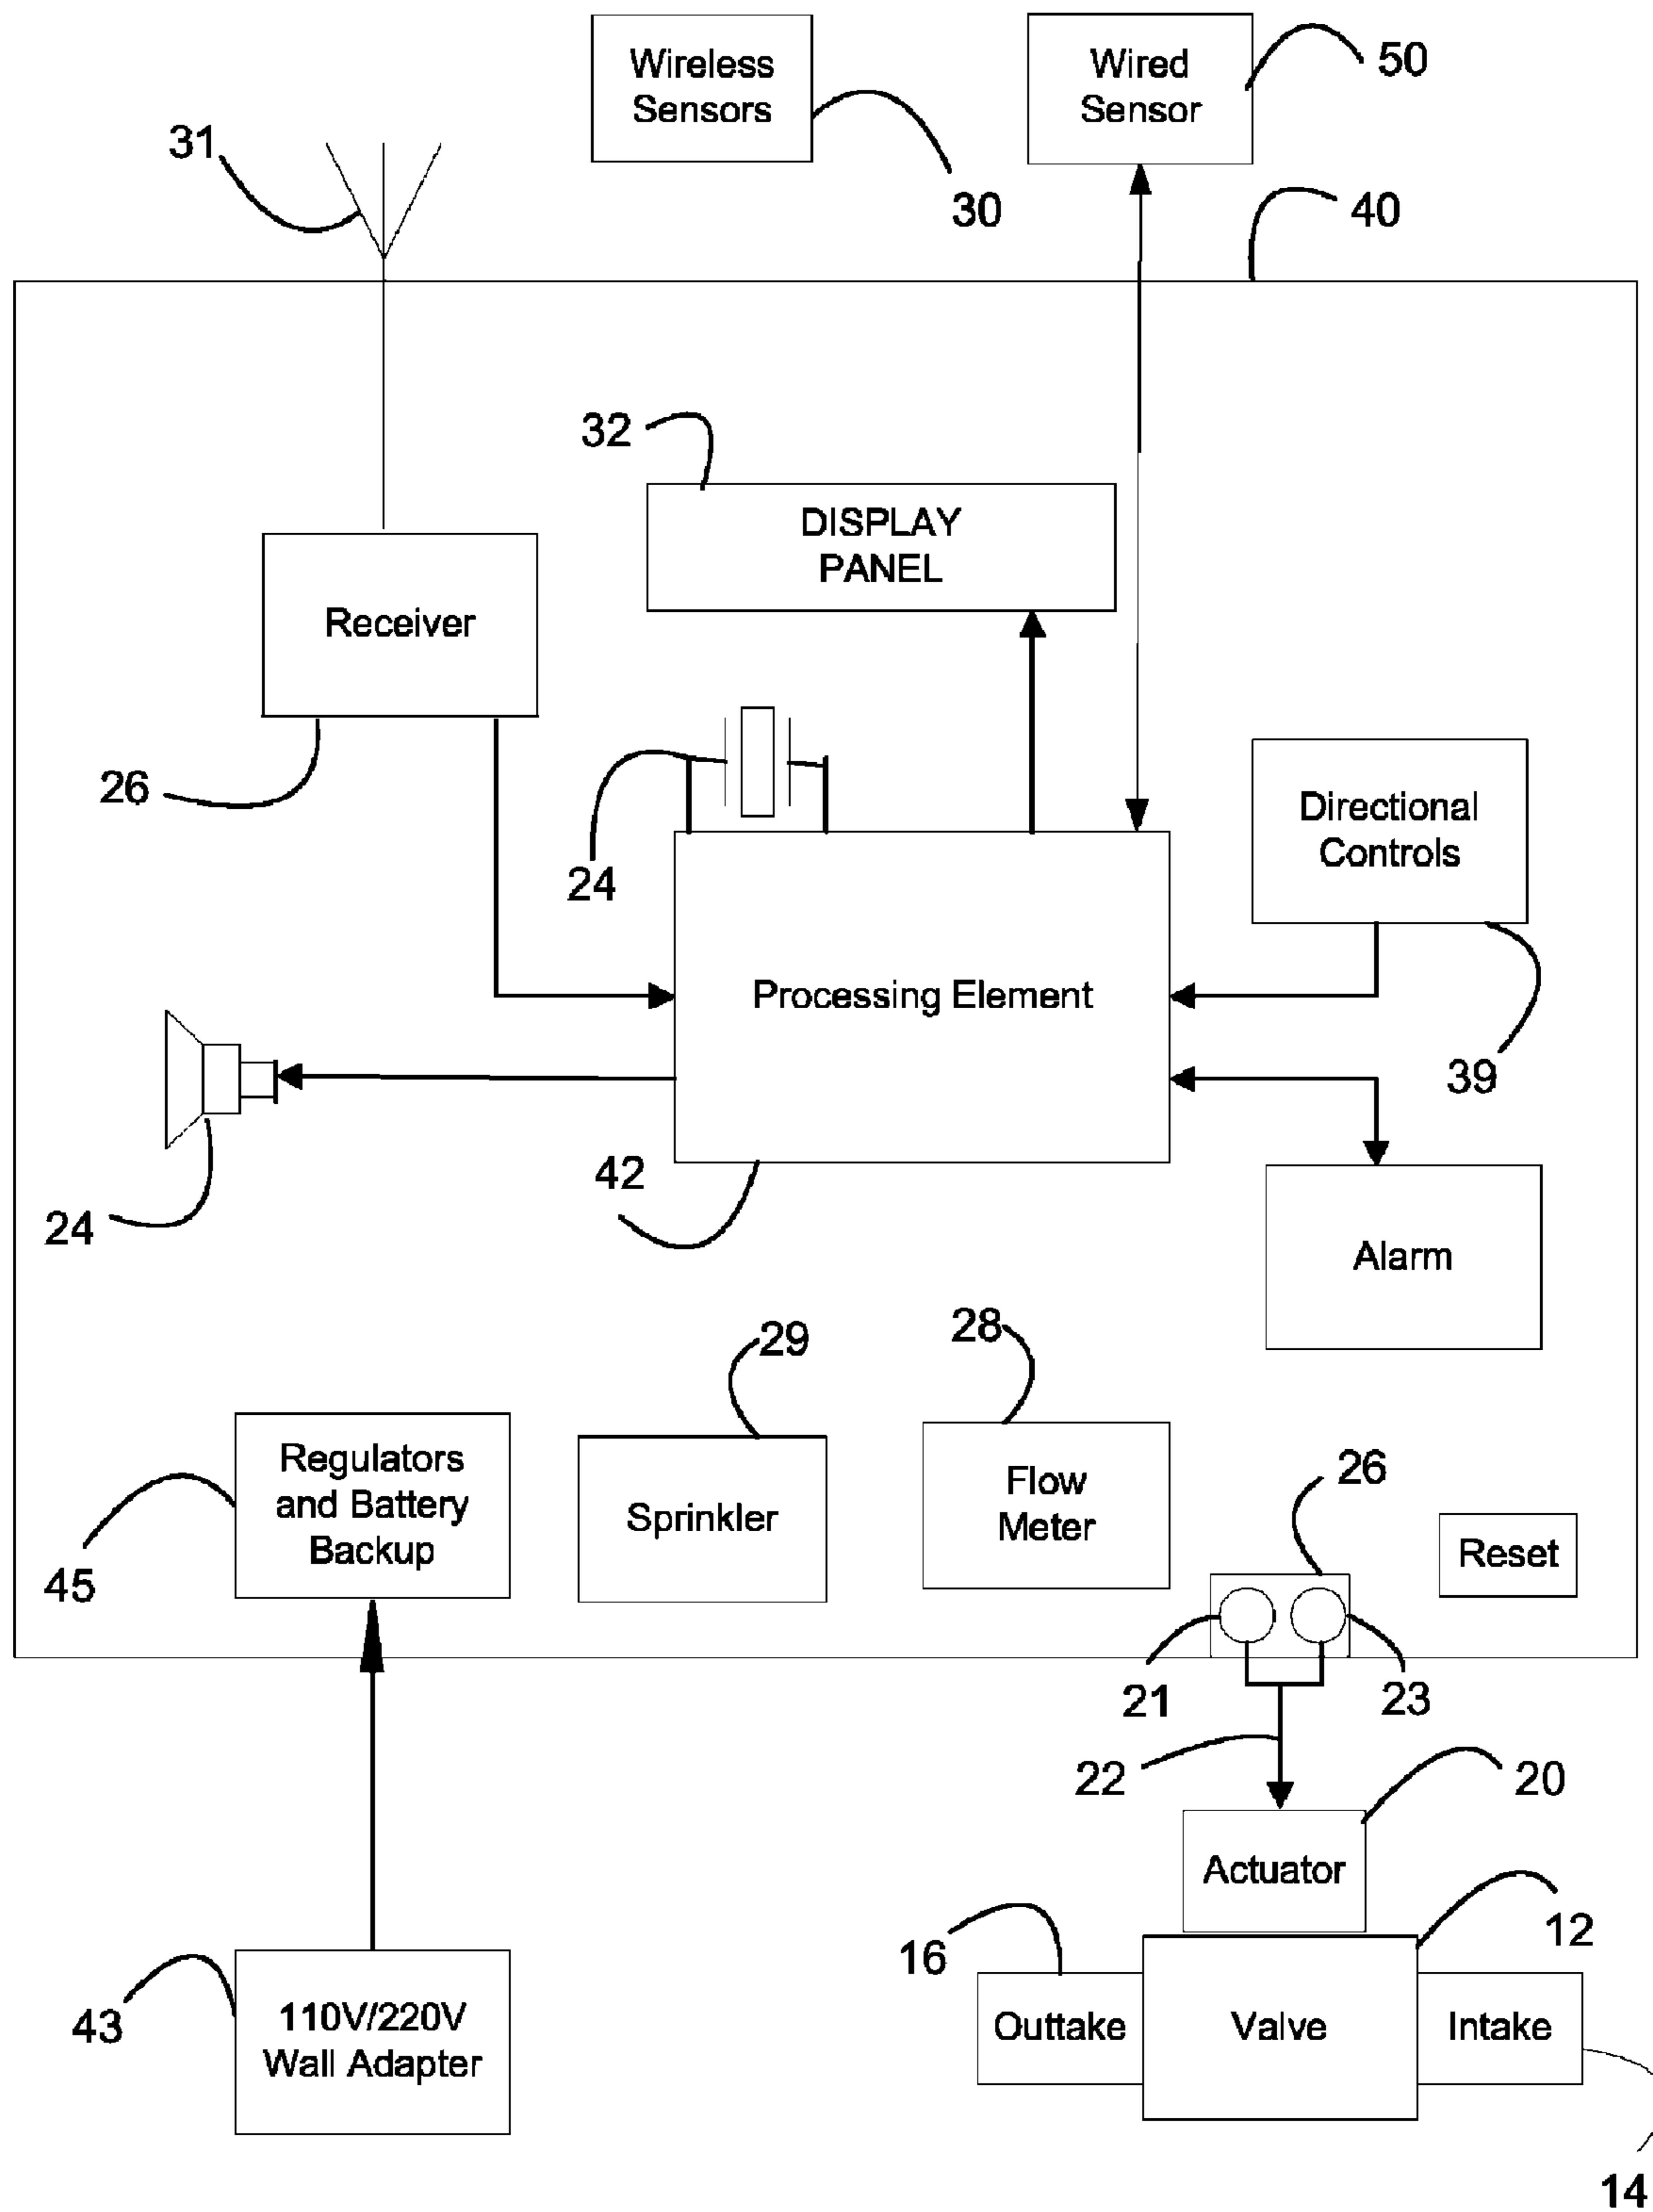 Wireless
Sensors
Wired
Sensor
50
31
30
40
32
DISPLAY
PANEL
Receiver
26
24
Directional
Controls
Processing Element
39
42
24
Alarm
29
28
Regulators
and Battery
Backup
45
Sprinkler
Flow
Meter
26
Reset
21
23
22
20
Actuator
16
12
43
110V/220V
Wall Adapter
Outtake
Valve
Intake
14